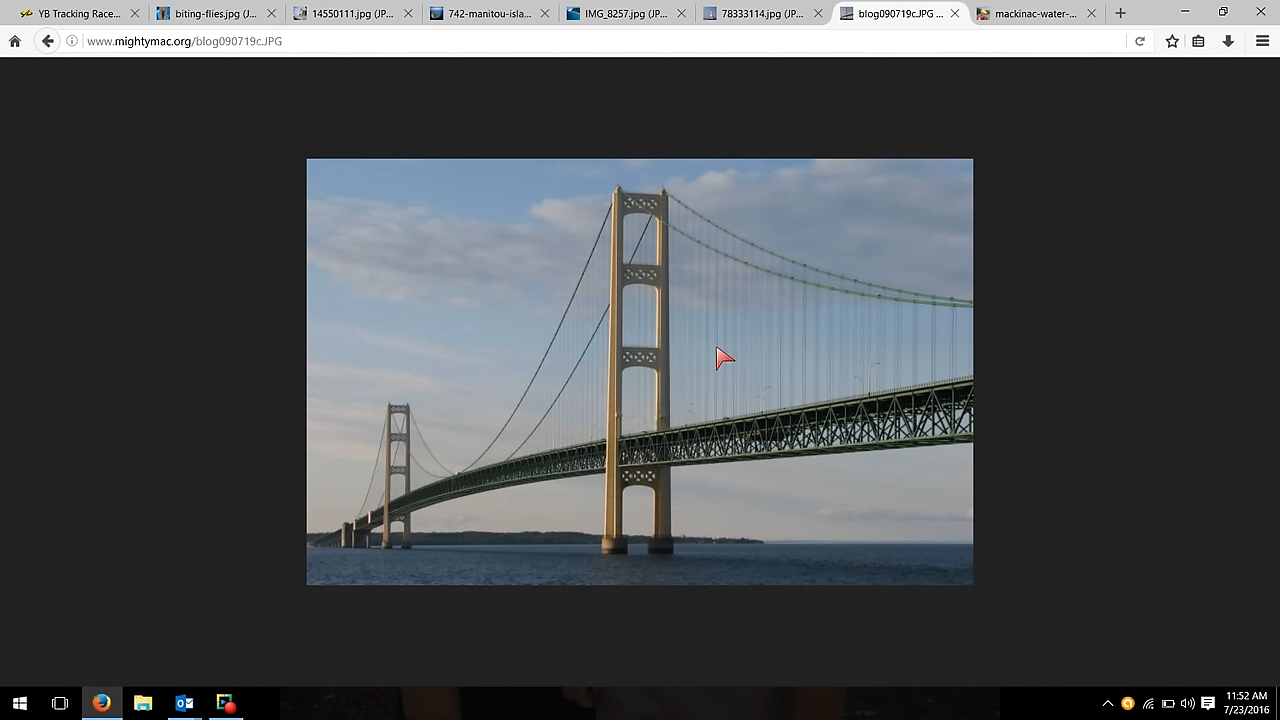 YB Tracking Race...
biting-flies.jpg (J...
14550111.jpg (JP...
742-manitou-isla...
IMG_8257.jpg (JP...
78333114.jpg (JP...
blog090719c.JPG ...
mackinac-water-...
www.mightymac.org/blog090719c.JPG
11:52 AM
7/23/2016